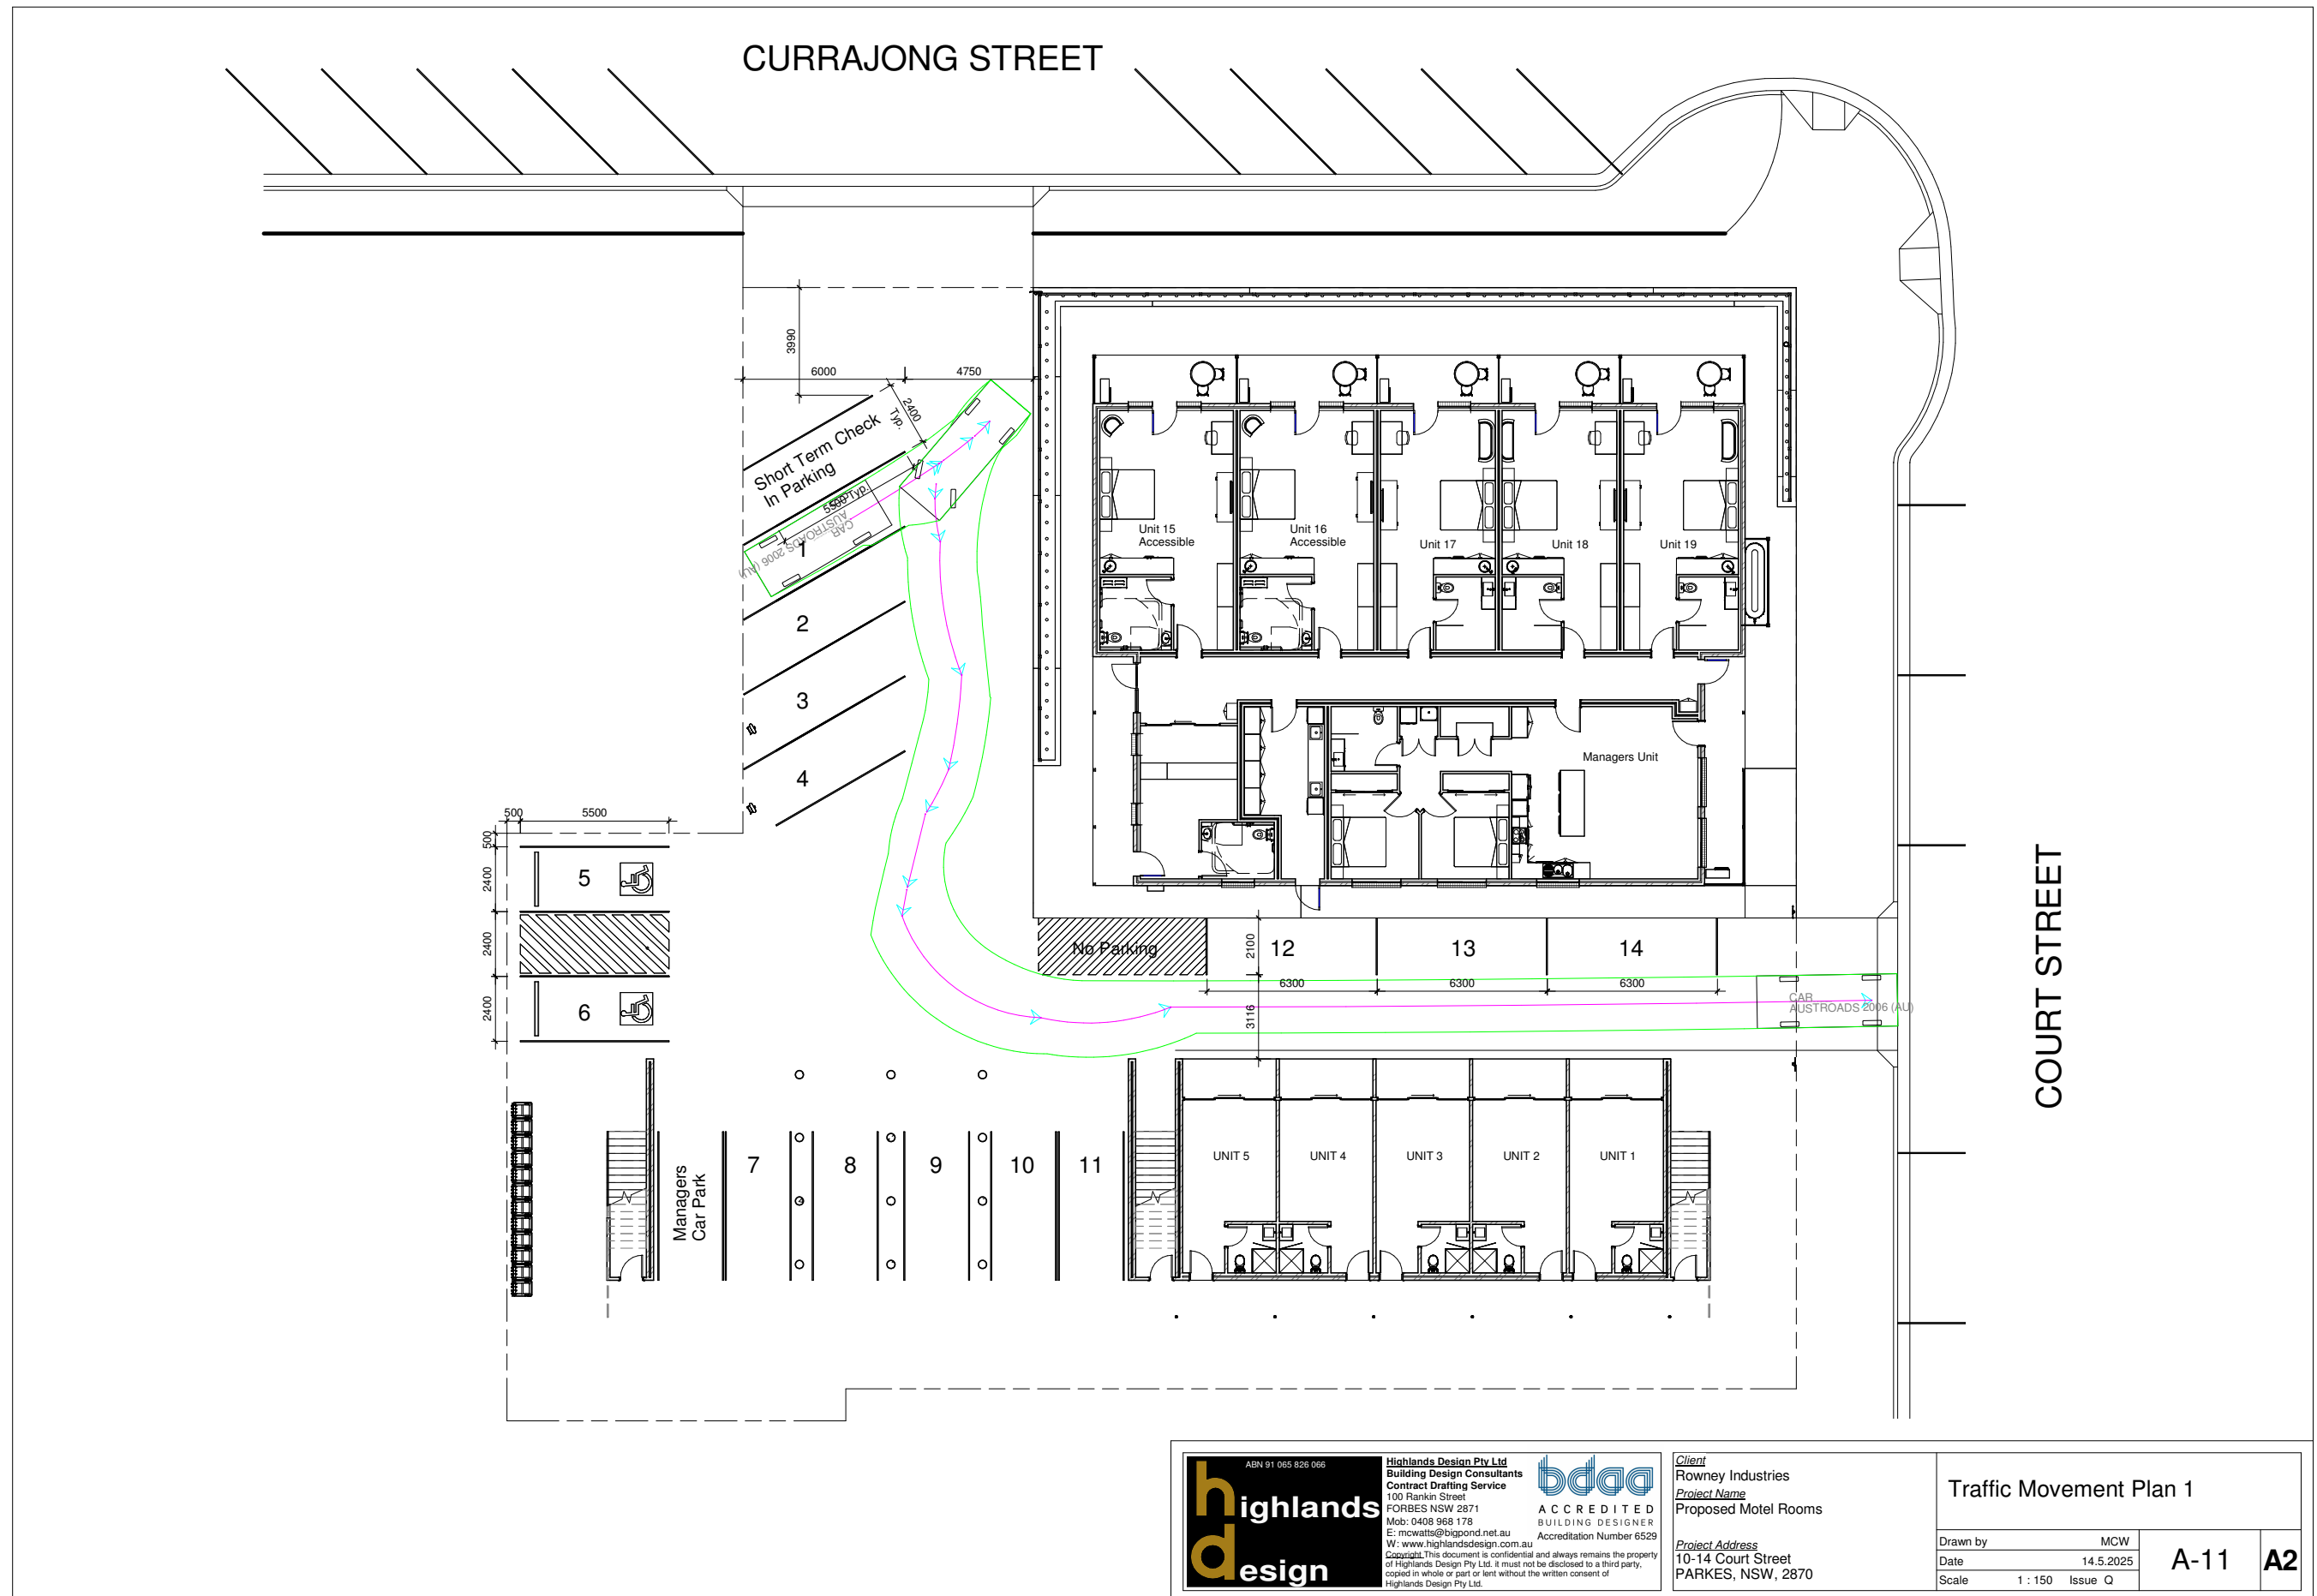 CURRAJONG STREET
3990
6000
4750
2400
Typ.
Short Term Check
In Parking
5500 Typ.
CAR
AUSTROADS 2006 (AU)
1
2
3
4
Unit 15
Accessible
Unit 16
Accessible
Unit 17
Unit 18
Unit 19
Managers Unit
500
5500
500
2400
2400
2400
5
6
No Parking
2100
12
13
14
6300
6300
6300
3116
CAR
AUSTROADS 2006 (AU)
COURT STREET
Managers
Car Park
7
8
9
10
11
UNIT 5
UNIT 4
UNIT 3
UNIT 2
UNIT 1
ABN 91 065 826 066
highlands
design
Highlands Design Pty Ltd
Building Design Consultants
Contract Drafting Service
100 Rankin Street
FORBES NSW 2871
Mob: 0408 968 178
E: mcwatts@bigpond.net.au
W: www.highlandsdesign.com.au
Copyright This document is confidential and always remains the property
of Highlands Design Pty Ltd. it must not be disclosed to a third party,
copied in whole or part or lent without the written consent of
Highlands Design Pty Ltd.
bdaa
ACCREDITED
BUILDING DESIGNER
Accreditation Number 6529
Client
Rowney Industries
Project Name
Proposed Motel Rooms
Project Address
10-14 Court Street
PARKES, NSW, 2870
Traffic Movement Plan 1
Drawn by MCW
Date 14.5.2025
Scale 1 : 150 Issue Q
A-11
A2